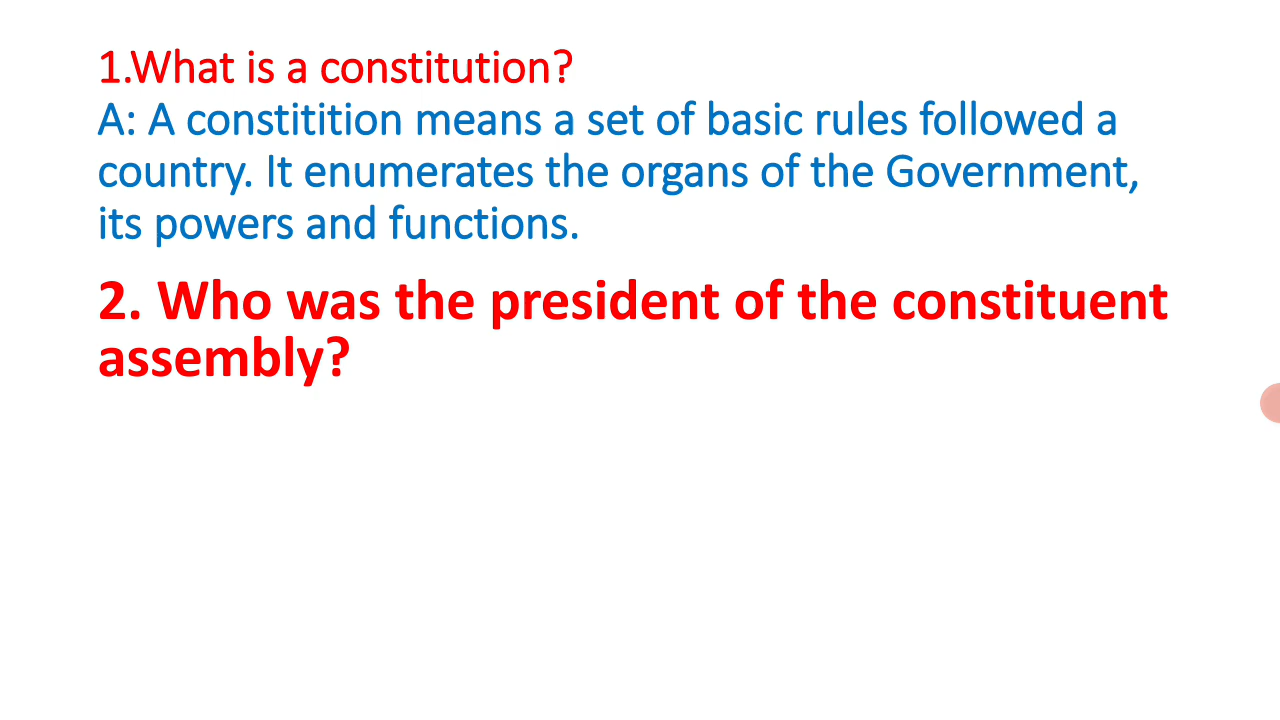 1.What is a constitution?
A: A constitition means a set of basic rules followed a
country. It enumerates the organs of the Government,
its powers and functions.
2. Who was the president of the constituent
assembly?